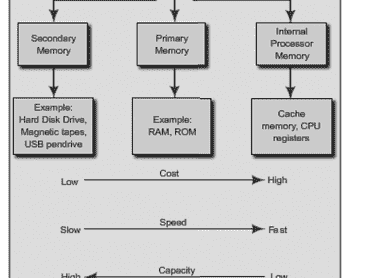 Secondary
Memory
Primary
Memory
Internal
Processor
Memory
Example:
Hard Disk Drive,
Magnetic tapes,
USB pendrive
Example:
RAM, ROM
Cache
memory, CPU
registers
Low Cost High
Slow Speed Fast
High Capacity Low